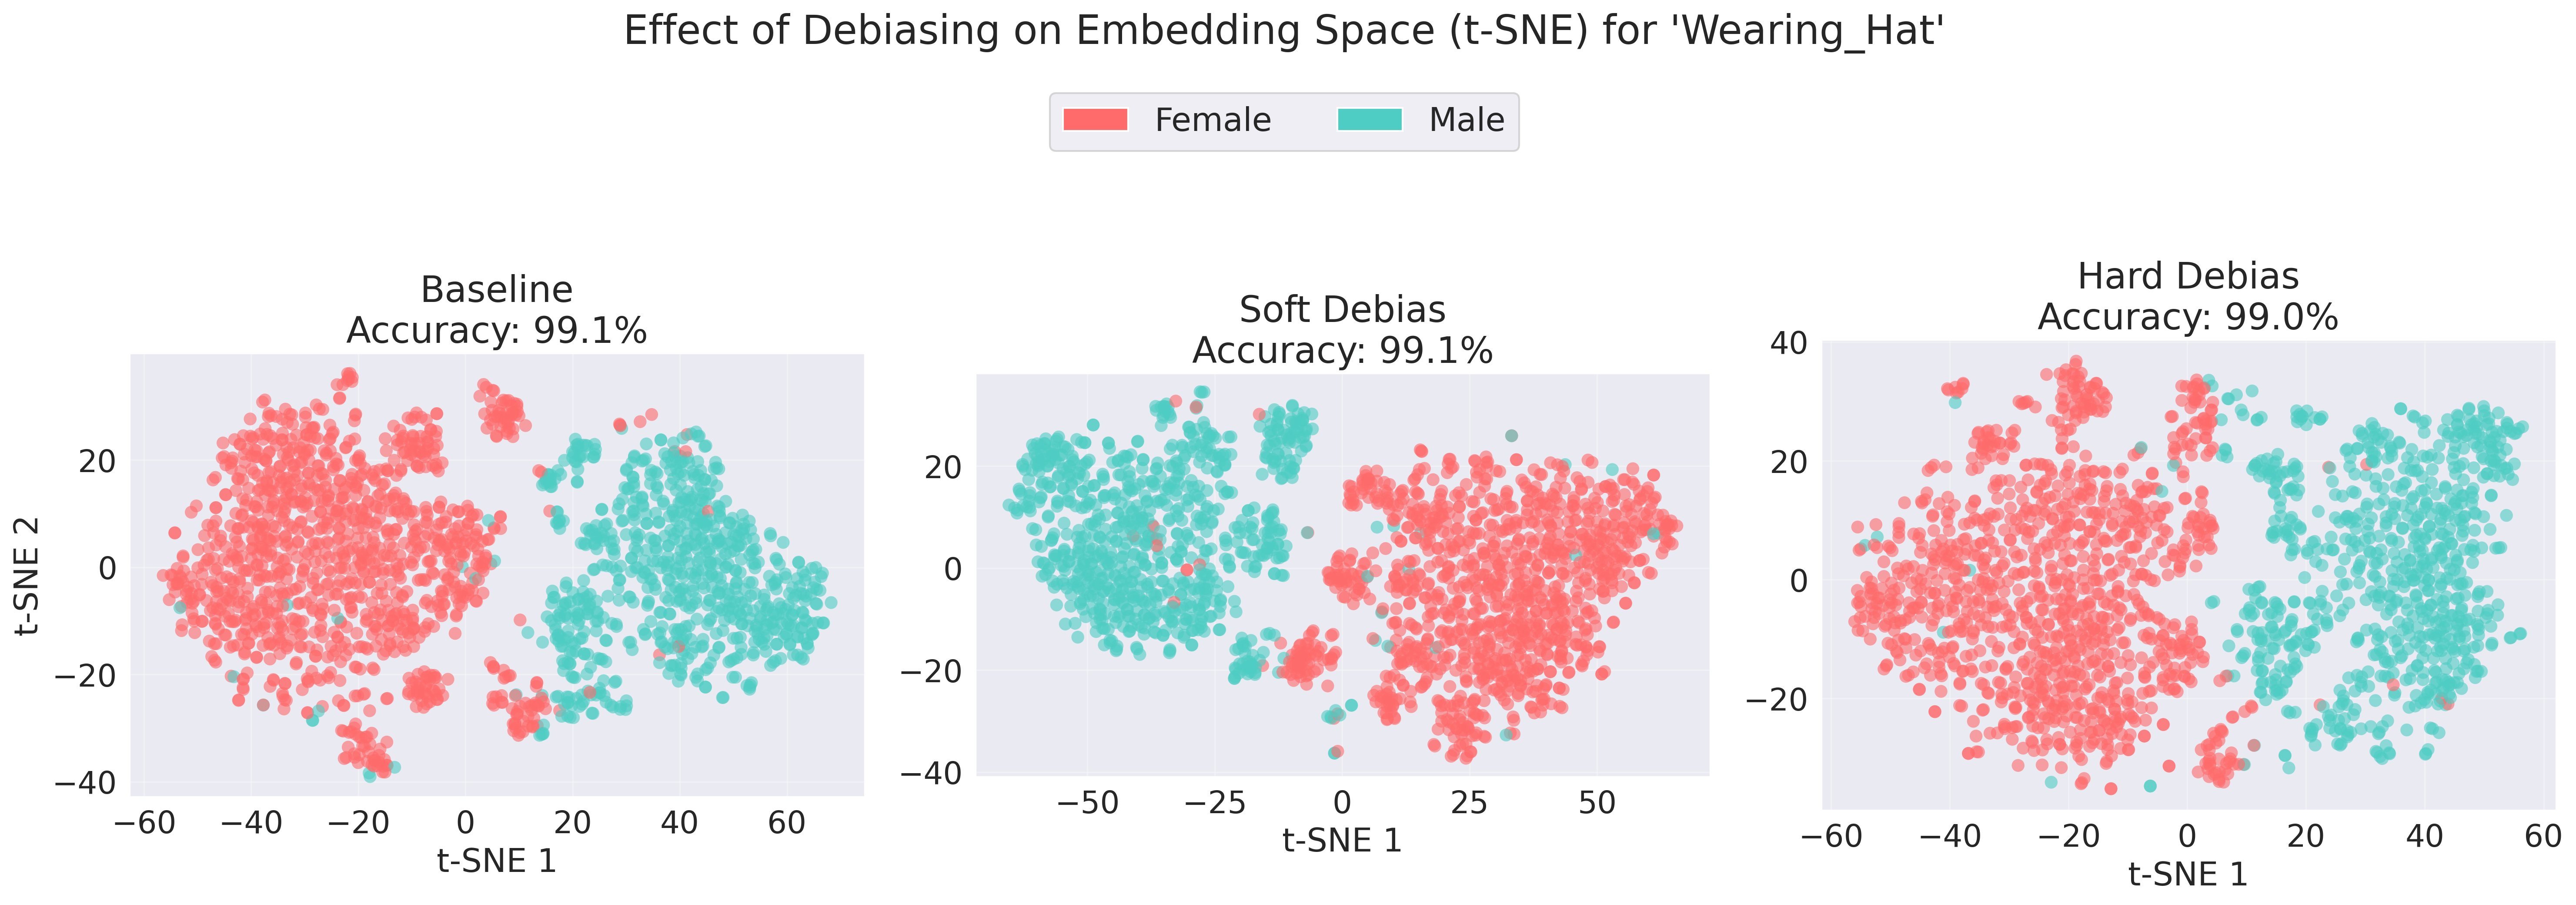 Effect of Debiasing on Embedding Space (t-SNE) for 'Wearing_Hat'
Female
Male
Baseline
Accuracy: 99.1%
t-SNE 2
20
0
−20
−40
−60
−40
−20
0
20
40
60
t-SNE 1
Soft Debias
Accuracy: 99.1%
20
0
−20
−40
−50
−25
0
25
50
t-SNE 1
Hard Debias
Accuracy: 99.0%
40
20
0
−20
−60
−40
−20
0
20
40
60
t-SNE 1